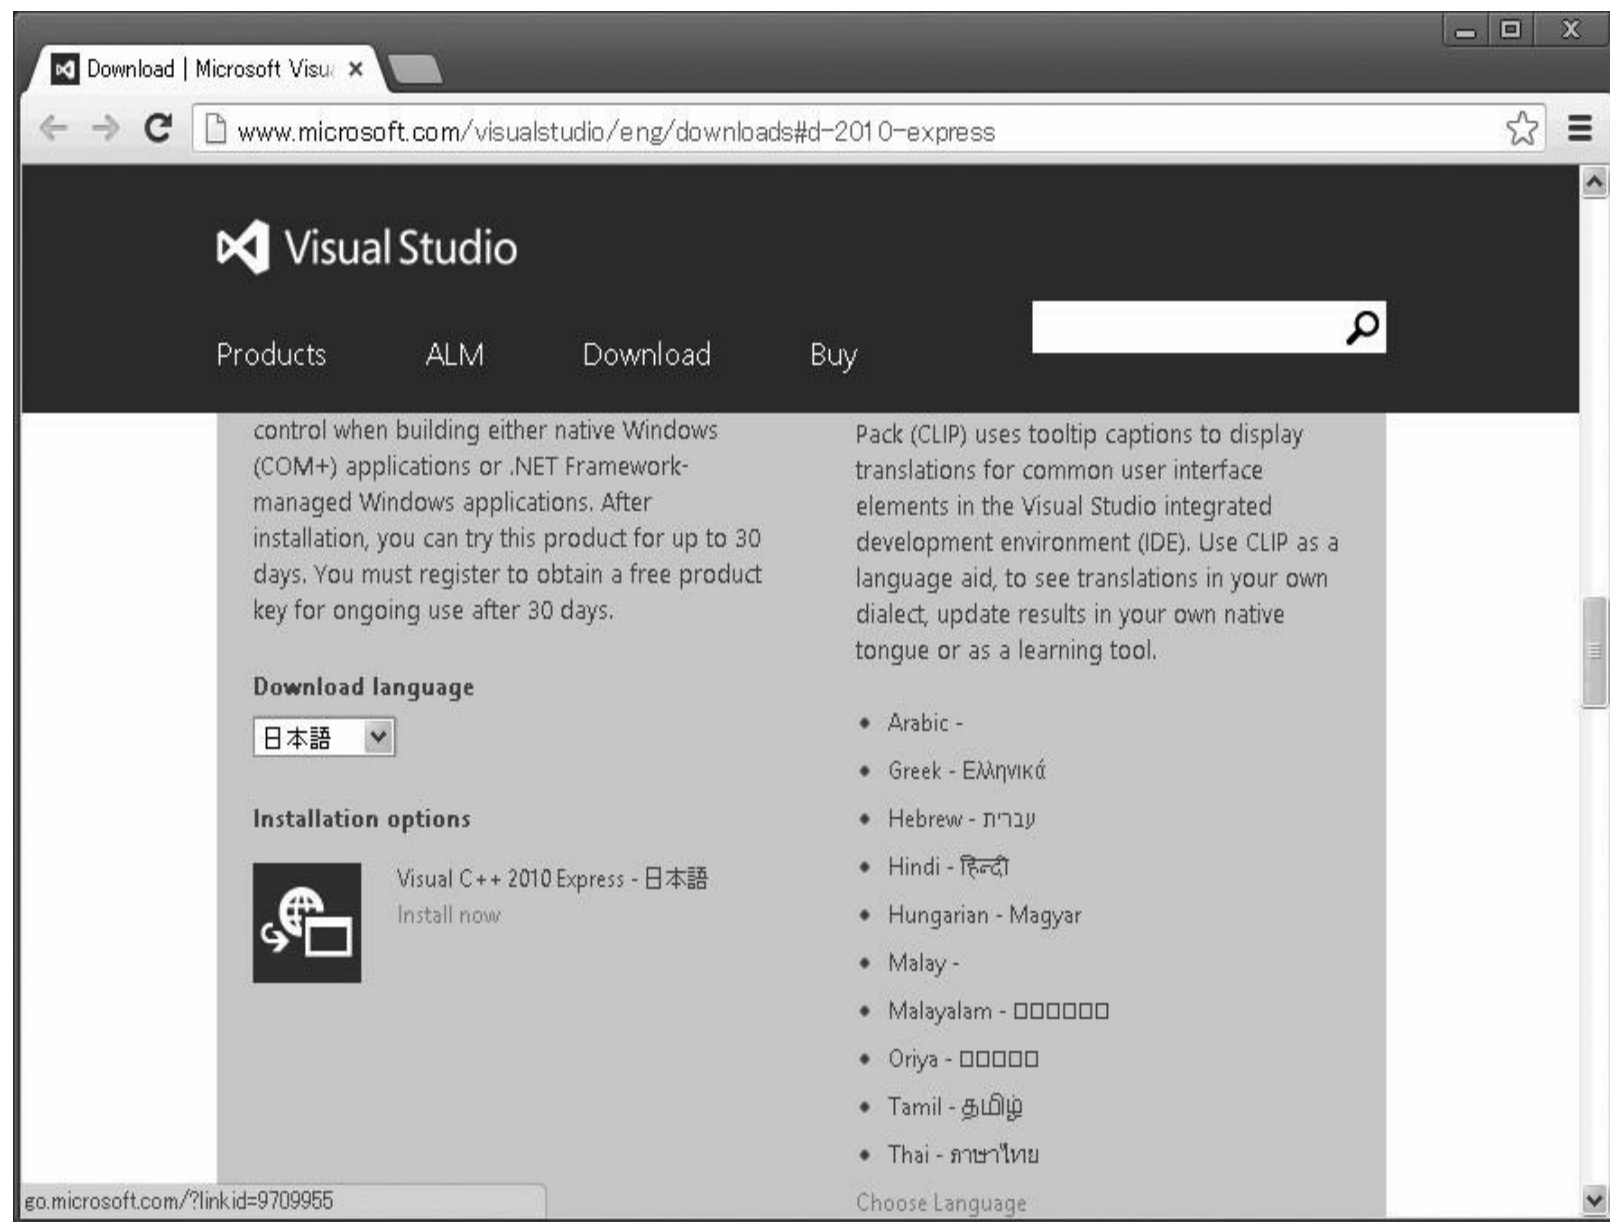 Download | Microsoft Visu
www.microsoft.com/visualstudio/eng/downloads#d-2010-express
Visual Studio
Products ALM Download Buy
control when building either native Windows
(COM+) applications or .NET Framework-
managed Windows applications. After
installation, you can try this product for up to 30
days. You must register to obtain a free product
key for ongoing use after 30 days.
Download language
日本語
Installation options
Visual C++ 2010 Express - 日本語
Install now
Pack (CLIP) uses tooltip captions to display
translations for common user interface
elements in the Visual Studio integrated
development environment (IDE). Use CLIP as a
language aid, to see translations in your own
dialect, update results in your own native
tongue or as a learning tool.
• Arabic -
• Greek - Ελληνικά
• Hebrew - עברית
• Hindi - हिन्दी
• Hungarian - Magyar
• Malay -
• Malayalam - □□□□□□
• Oriya - □□□□□
• Tamil - தமிழ்
• Thai - ภาษาไทย
Choose Language
go.microsoft.com/?linkid=9709955